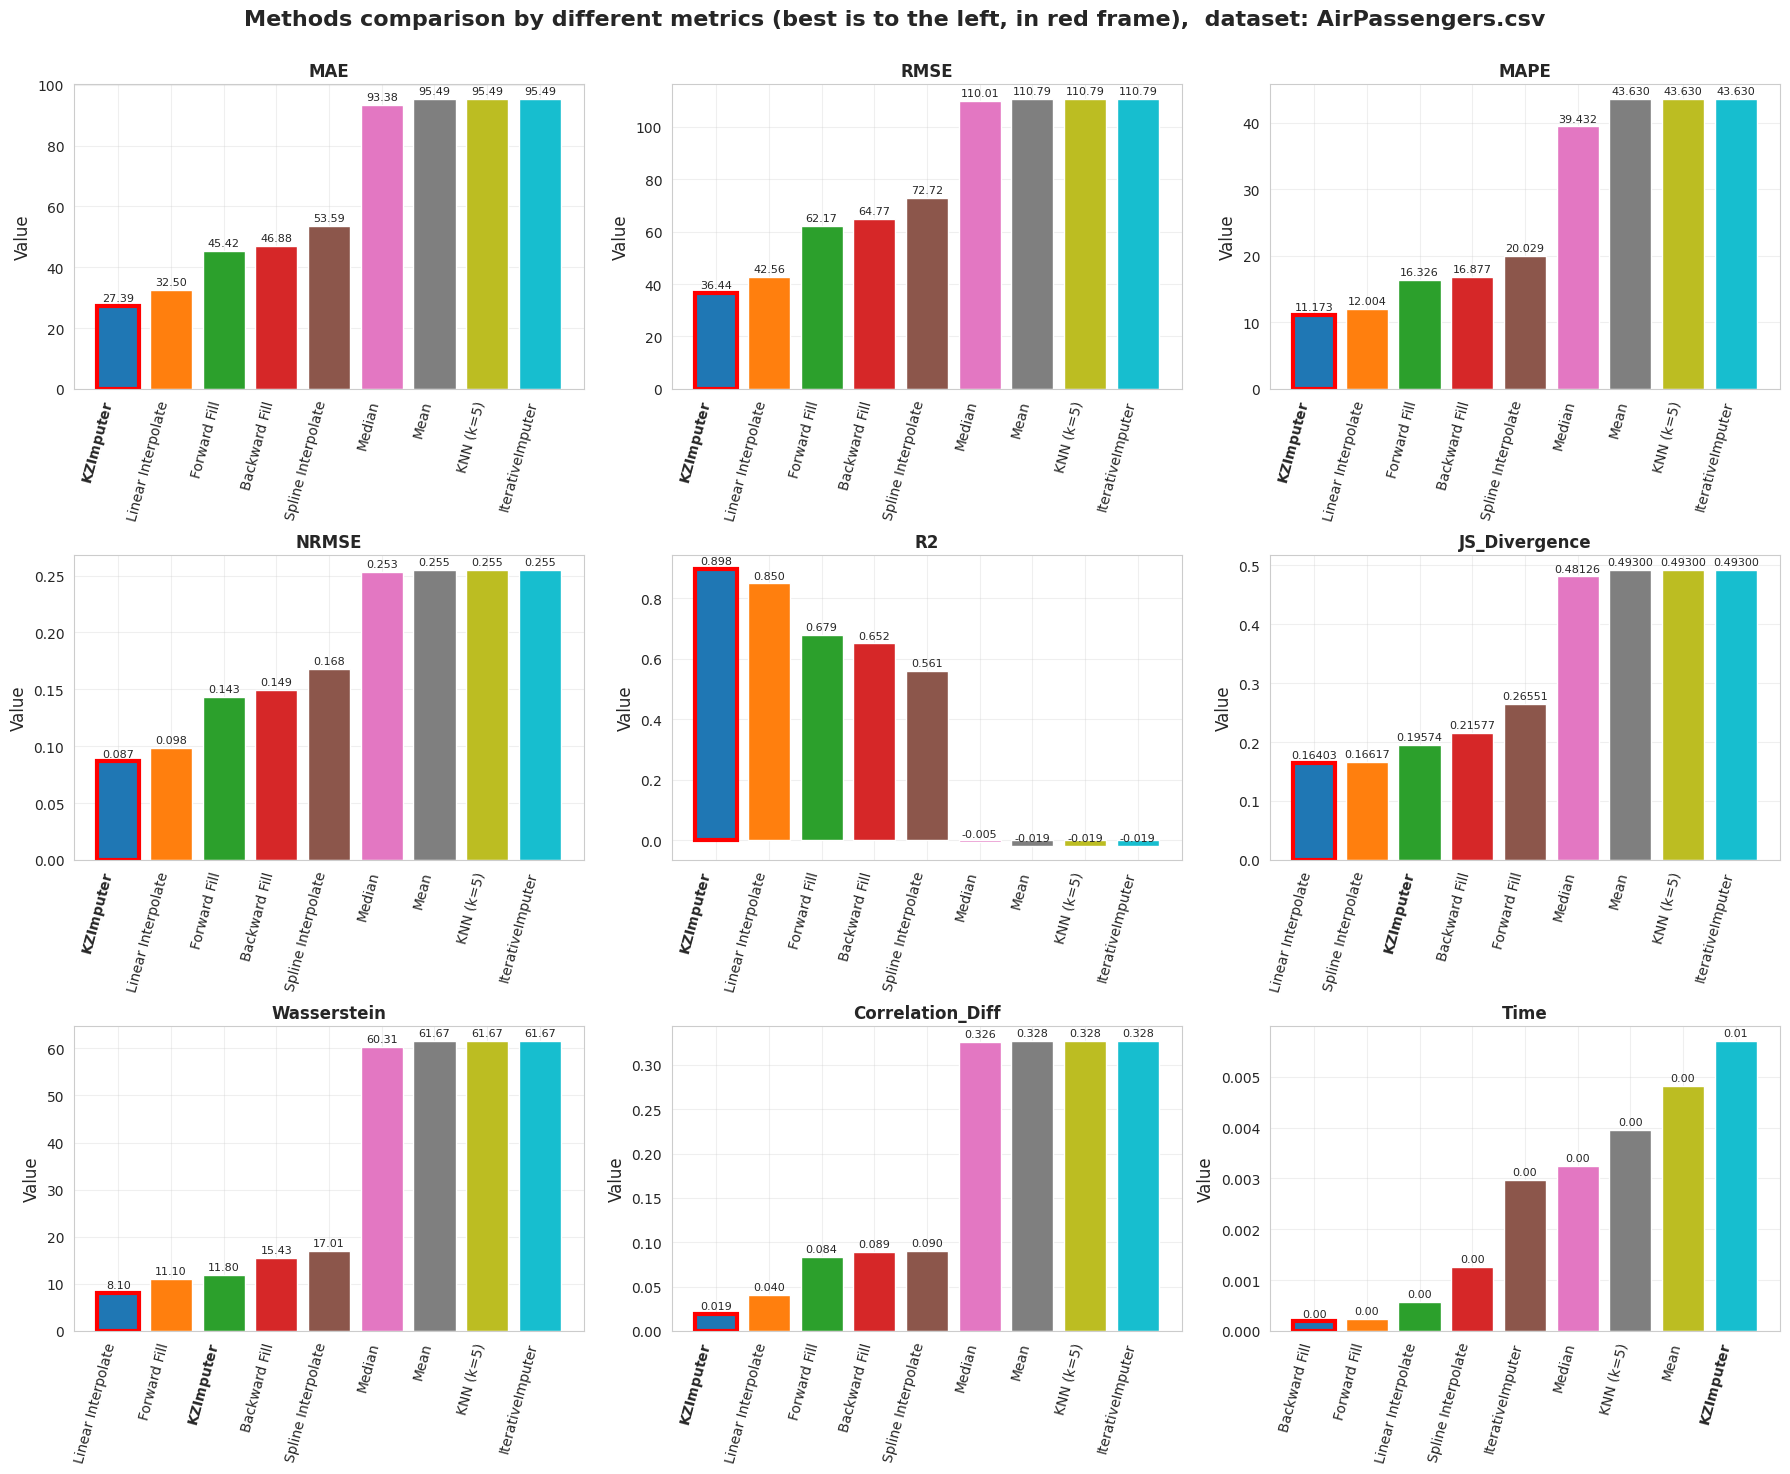 Methods comparison by different metrics (best is to the left, in red frame),  dataset: AirPassengers.csv
MAE
Value
100
80
60
40
20
0
27.39
32.50
45.42
46.88
53.59
93.38
95.49
95.49
95.49
KZImputer
Linear Interpolate
Forward Fill
Backward Fill
Spline Interpolate
Median
Mean
KNN (k=5)
IterativeImputer
RMSE
Value
100
80
60
40
20
0
36.44
42.56
62.17
64.77
72.72
110.01
110.79
110.79
110.79
KZImputer
Linear Interpolate
Forward Fill
Backward Fill
Spline Interpolate
Median
Mean
KNN (k=5)
IterativeImputer
MAPE
Value
40
30
20
10
0
11.173
12.004
16.326
16.877
20.029
39.432
43.630
43.630
43.630
KZImputer
Linear Interpolate
Forward Fill
Backward Fill
Spline Interpolate
Median
Mean
KNN (k=5)
IterativeImputer
NRMSE
Value
0.25
0.20
0.15
0.10
0.05
0.00
0.087
0.098
0.143
0.149
0.168
0.253
0.255
0.255
0.255
KZImputer
Linear Interpolate
Forward Fill
Backward Fill
Spline Interpolate
Median
Mean
KNN (k=5)
IterativeImputer
R2
Value
0.8
0.6
0.4
0.2
0.0
0.898
0.850
0.679
0.652
0.561
-0.005
-0.019
-0.019
-0.019
KZImputer
Linear Interpolate
Forward Fill
Backward Fill
Spline Interpolate
Median
Mean
KNN (k=5)
IterativeImputer
JS_Divergence
Value
0.5
0.4
0.3
0.2
0.1
0.0
0.16403
0.16617
0.19574
0.21577
0.26551
0.48126
0.49300
0.49300
0.49300
Linear Interpolate
Spline Interpolate
KZImputer
Backward Fill
Forward Fill
Median
Mean
KNN (k=5)
IterativeImputer
Wasserstein
Value
60
50
40
30
20
10
0
8.10
11.10
11.80
15.43
17.01
60.31
61.67
61.67
61.67
Linear Interpolate
Forward Fill
KZImputer
Backward Fill
Spline Interpolate
Median
Mean
KNN (k=5)
IterativeImputer
Correlation_Diff
Value
0.30
0.25
0.20
0.15
0.10
0.05
0.00
0.019
0.040
0.084
0.089
0.090
0.326
0.328
0.328
0.328
KZImputer
Linear Interpolate
Forward Fill
Backward Fill
Spline Interpolate
Median
Mean
KNN (k=5)
IterativeImputer
Time
Value
0.005
0.004
0.003
0.002
0.001
0.000
0.00
0.00
0.00
0.00
0.00
0.00
0.00
0.00
0.01
Backward Fill
Forward Fill
Linear Interpolate
Spline Interpolate
IterativeImputer
Median
KNN (k=5)
Mean
KZImputer